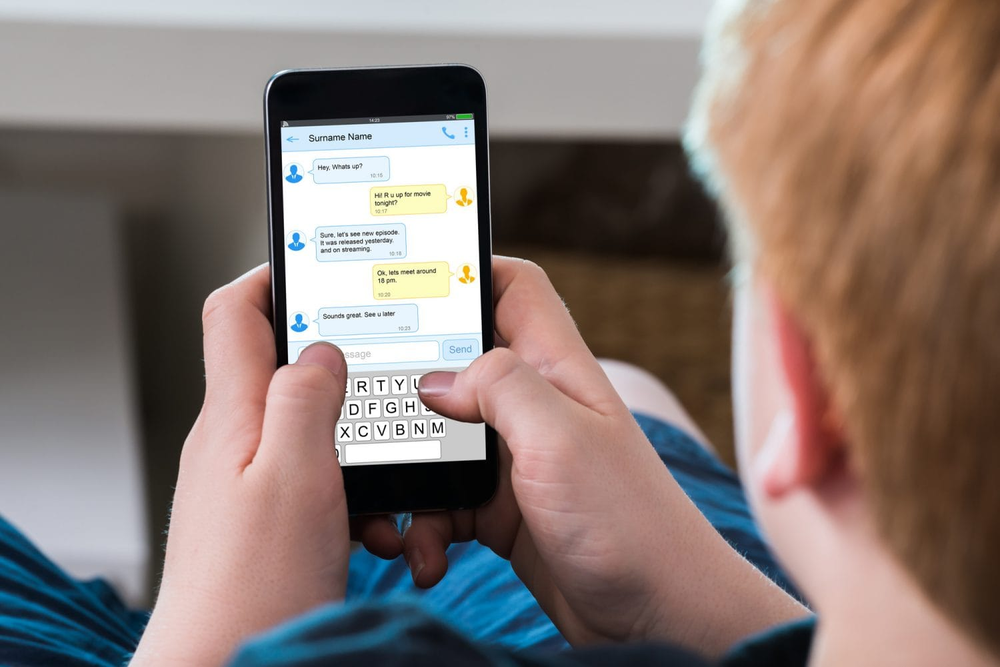 14:23 97%
Surname Name
Hey, Whats up?
10:15
Hi! R u up for movie
tonight?
10:17
Sure, let's see new episode.
It was released yesterday.
and on streaming.
10:18
Ok, lets meet around
18 pm.
10:20
Sounds great. See u later
10:23
Send
R T Y U
D F G H
X C V B N M